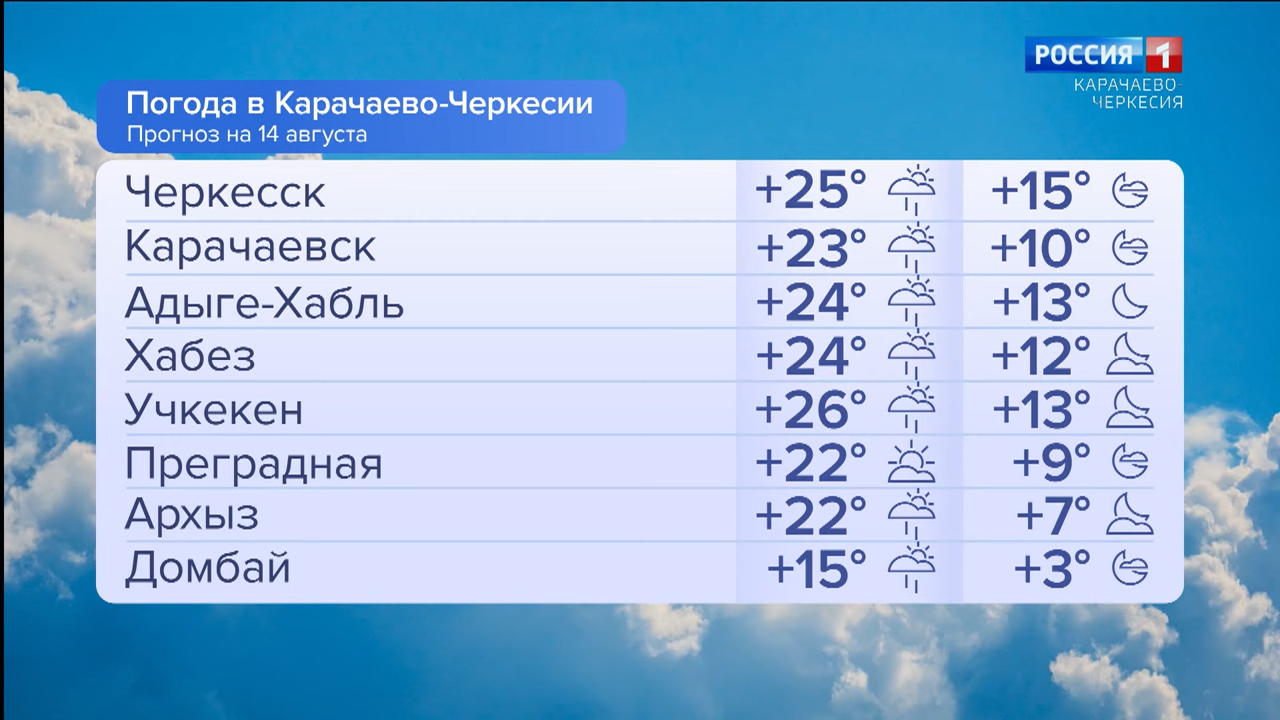 РОССИЯ 1
КАРАЧАЕВО-
ЧЕРКЕСИЯ
Погода в Карачаево-Черкесии
Прогноз на 14 августа
Черкесск +25° +15°
Карачаевск +23° +10°
Адыге-Хабль +24° +13°
Хабез +24° +12°
Учкекен +26° +13°
Преградная +22° +9°
Архыз +22° +7°
Домбай +15° +3°